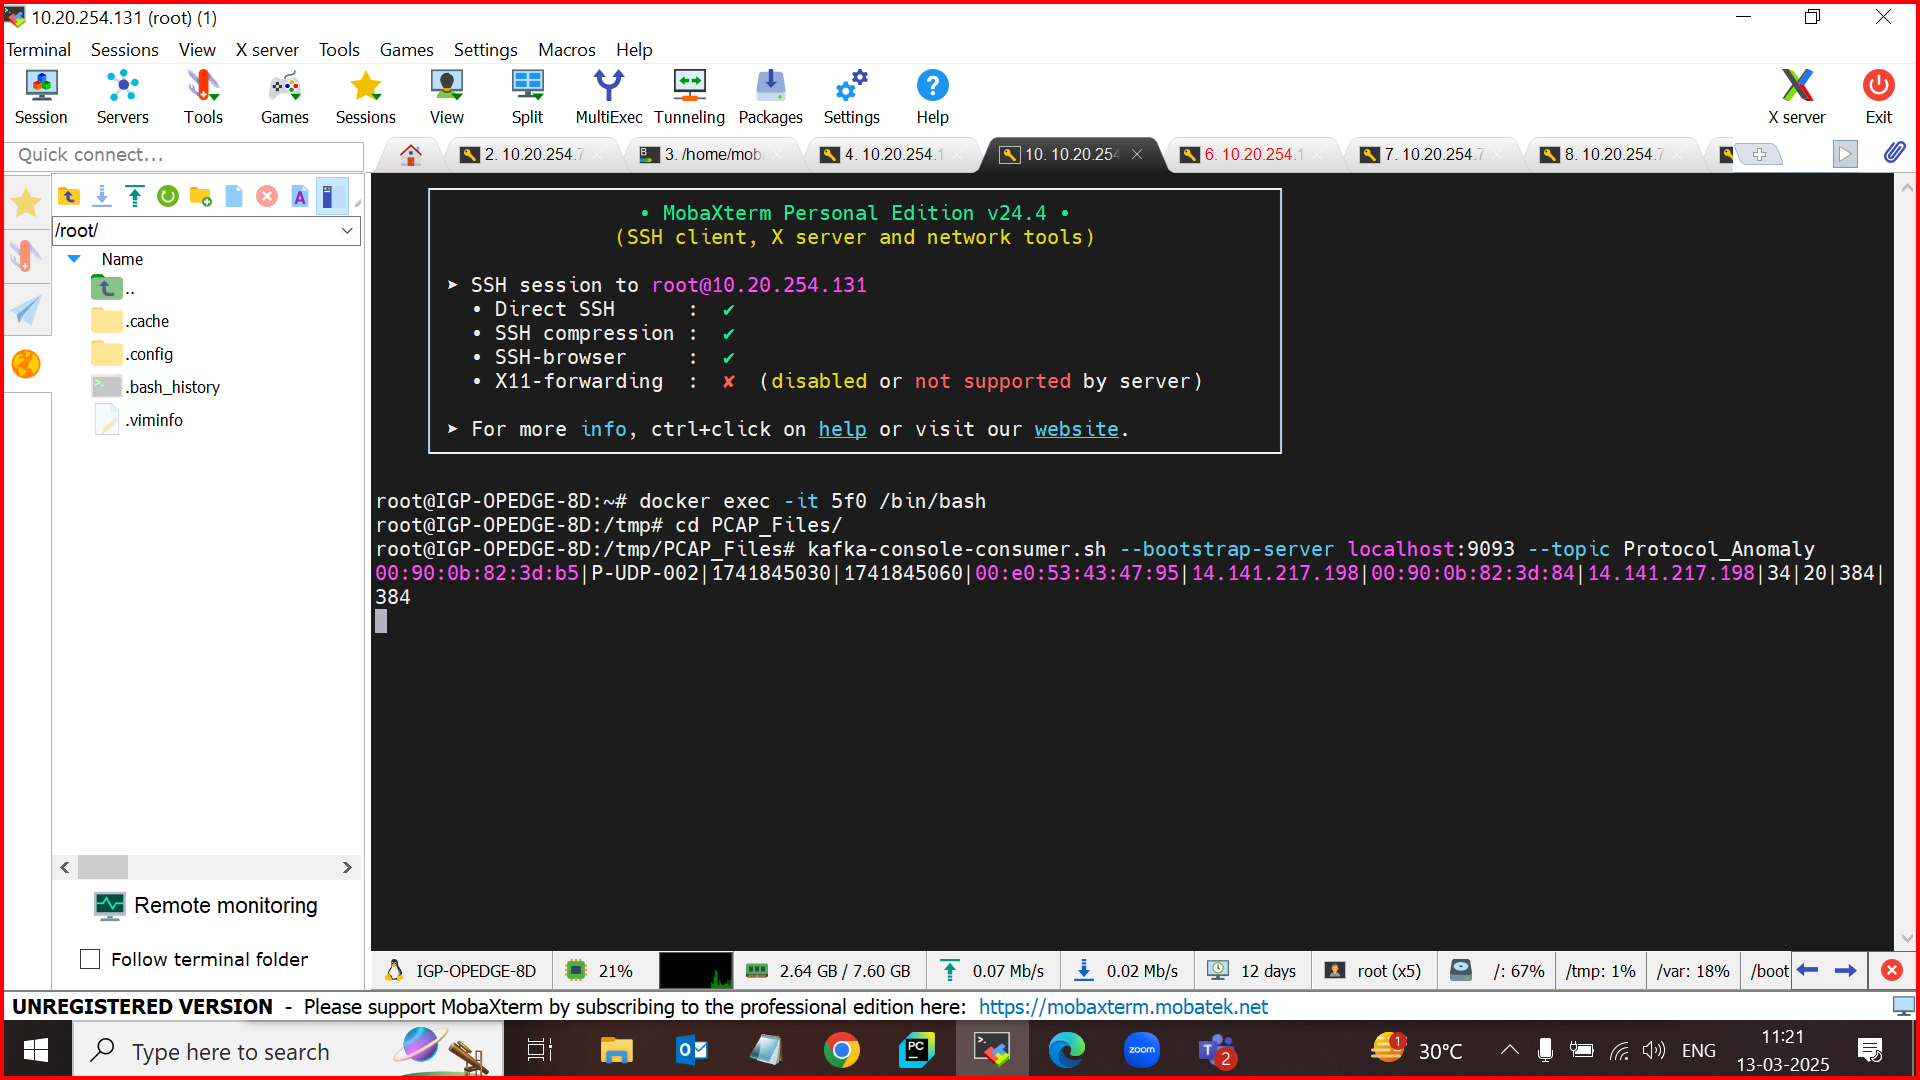 10.20.254.131 (root) (1)
Terminal Sessions View X server Tools Games Settings Macros Help
Session Servers Tools Games Sessions View Split MultiExec Tunneling Packages Settings Help X server Exit
Quick connect...
2. 10.20.254.7
3. /home/mob
4. 10.20.254.1
10. 10.20.254
6. 10.20.254.1
7. 10.20.254.7
8. 10.20.254.7
/root/
Name
..
.cache
.config
.bash_history
.viminfo
Remote monitoring
Follow terminal folder
• MobaXterm Personal Edition v24.4 •
(SSH client, X server and network tools)
➤ SSH session to root@10.20.254.131
• Direct SSH : ✔
• SSH compression : ✔
• SSH-browser : ✔
• X11-forwarding : ✘ (disabled or not supported by server)
➤ For more info, ctrl+click on help or visit our website.
root@IGP-OPEDGE-8D:~# docker exec -it 5f0 /bin/bash
root@IGP-OPEDGE-8D:/tmp# cd PCAP_Files/
root@IGP-OPEDGE-8D:/tmp/PCAP_Files# kafka-console-consumer.sh --bootstrap-server localhost:9093 --topic Protocol_Anomaly
00:90:0b:82:3d:b5|P-UDP-002|1741845030|1741845060|00:e0:53:43:47:95|14.141.217.198|00:90:0b:82:3d:84|14.141.217.198|34|20|384|
384
IGP-OPEDGE-8D 21% 2.64 GB / 7.60 GB 0.07 Mb/s 0.02 Mb/s 12 days root (x5) /: 67% /tmp: 1% /var: 18% /boot
UNREGISTERED VERSION - Please support MobaXterm by subscribing to the professional edition here: https://mobaxterm.mobatek.net
Type here to search
PC
zoom
2
1
30°C
ENG
11:21
13-03-2025